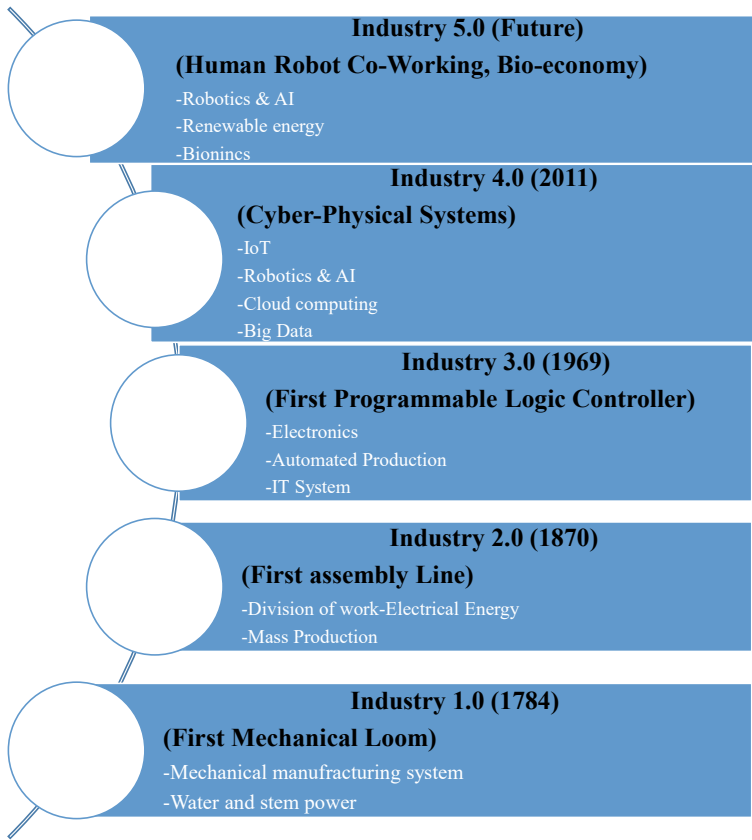 Industry 5.0 (Future)
(Human Robot Co-Working, Bio-economy)
-Robotics & AI
-Renewable energy
-Bionincs
Industry 4.0 (2011)
(Cyber-Physical Systems)
-IoT
-Robotics & AI
-Cloud computing
-Big Data
Industry 3.0 (1969)
(First Programmable Logic Controller)
-Electronics
-Automated Production
-IT System
Industry 2.0 (1870)
(First assembly Line)
-Division of work-Electrical Energy
-Mass Production
Industry 1.0 (1784)
(First Mechanical Loom)
-Mechanical manufracturing system
-Water and stem power